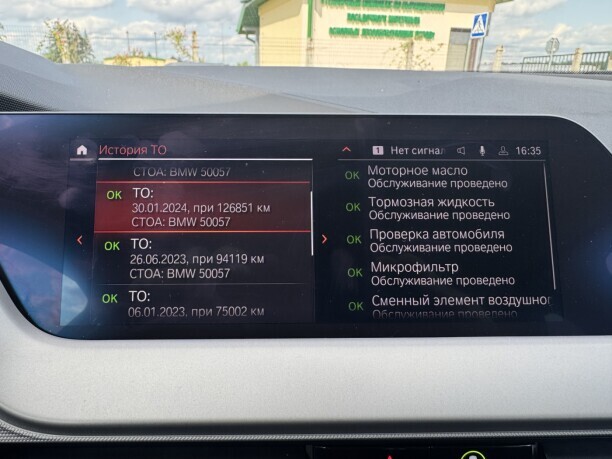 История ТО
1 Нет сигнал
16:35
СТОА: BMW 50057
OK ТО:
30.01.2024, при 126851 км
СТОА: BMW 50057
OK ТО:
26.06.2023, при 94119 км
СТОА: BMW 50057
OK ТО:
06.01.2023, при 75002 км
OK Моторное масло
Обслуживание проведено
OK Тормозная жидкость
Обслуживание проведено
OK Проверка автомобиля
Обслуживание проведено
OK Микрофильтр
Обслуживание проведено
OK Сменный элемент воздушног
Обслуживание проведено